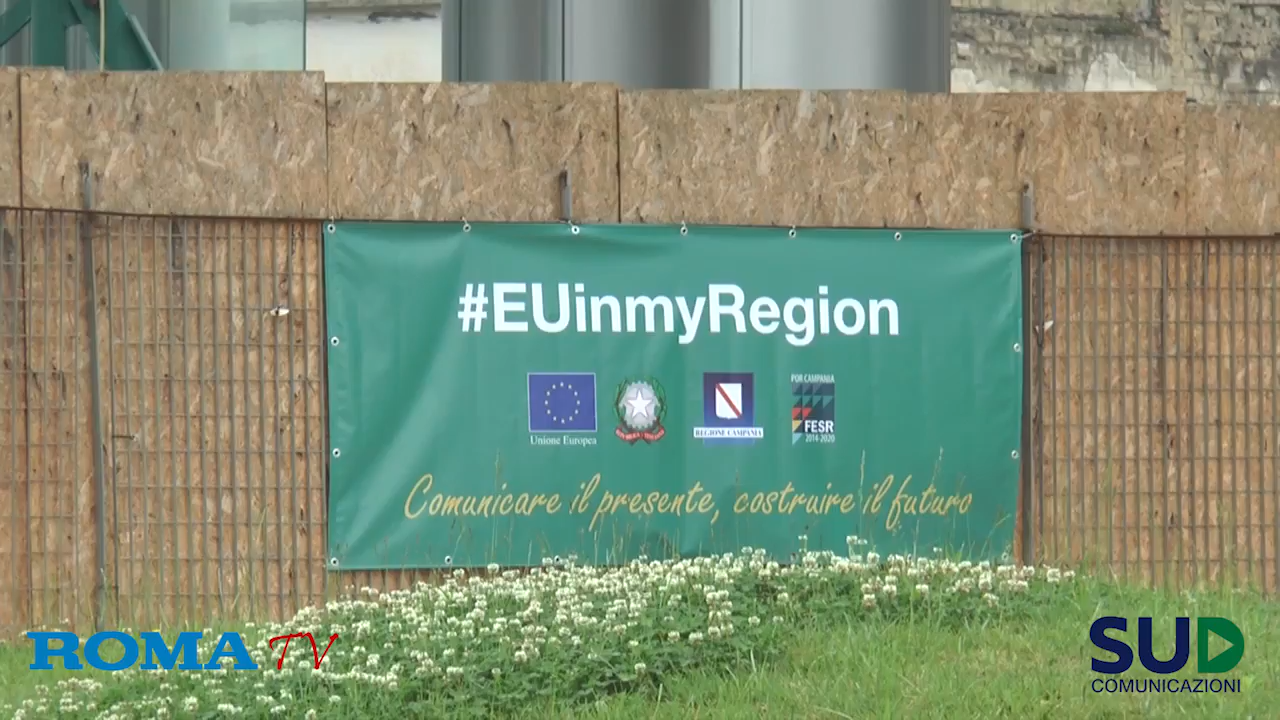 #EUinmyRegion
Unione Europea
REGIONE CAMPANIA
POR CAMPANIA
FESR
2014-2020
Comunicare il presente, costruire il futuro
ROMA TV
SUD
COMUNICAZIONI